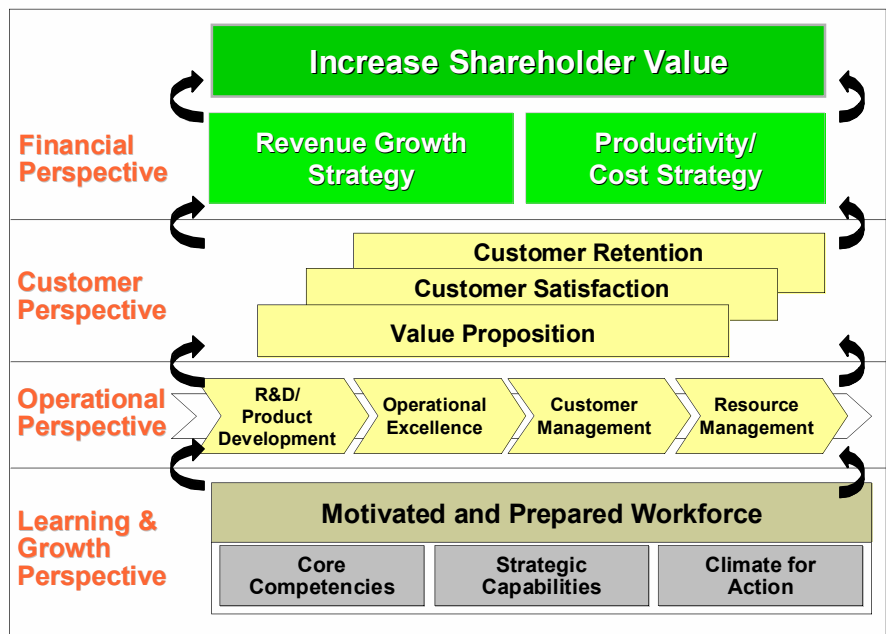 Increase Shareholder Value
Financial
Perspective
Revenue Growth
Strategy
Productivity/
Cost Strategy
Customer
Perspective
Customer Retention
Customer Satisfaction
Value Proposition
Operational
Perspective
R&D/
Product
Development
Operational
Excellence
Customer
Management
Resource
Management
Learning &
Growth
Perspective
Motivated and Prepared Workforce
Core
Competencies
Strategic
Capabilities
Climate for
Action